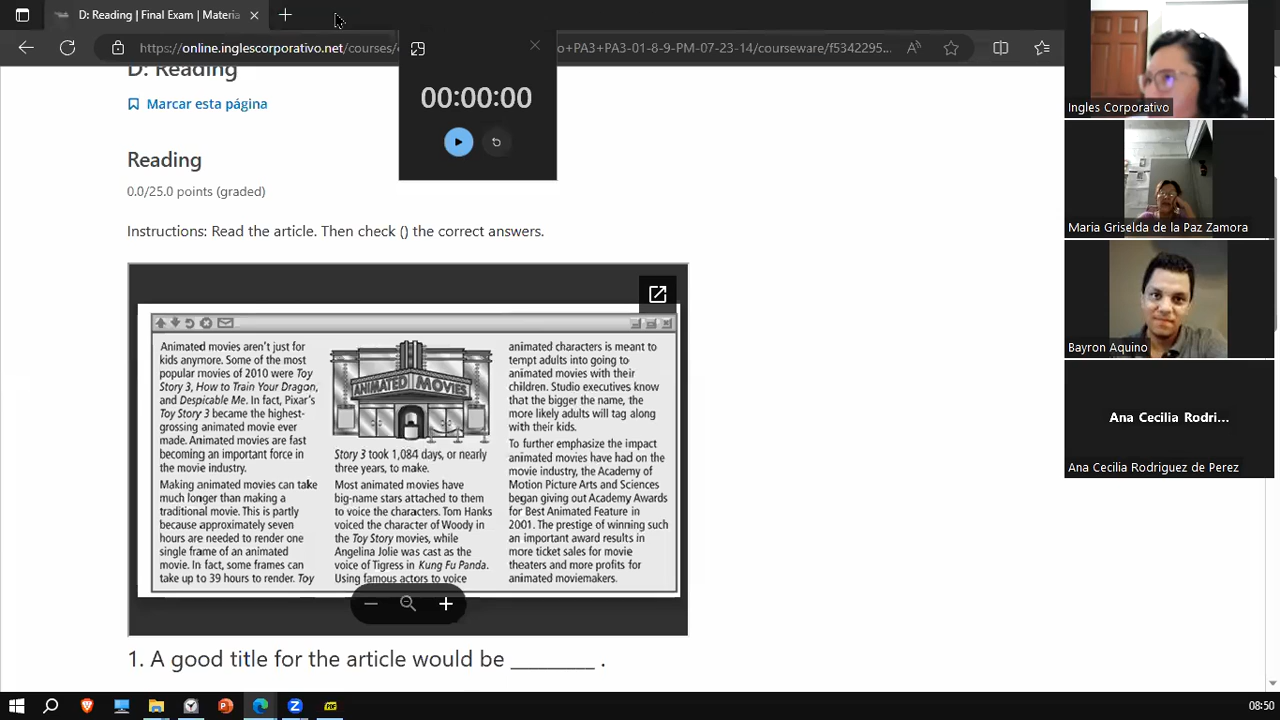 D: Reading | Final Exam | Materia
https://online.inglescorporativo.net/courses/
o+PA3+PA3-01-8-9-PM-07-23-14/courseware/f5342295...
D: Reading
Marcar esta página
00:00:00
Reading
0.0/25.0 points (graded)
Instructions: Read the article. Then check () the correct answers.
Animated movies aren't just for
kids anymore. Some of the most
popular movies of 2010 were Toy
Story 3, How to Train Your Dragon,
and Despicable Me. In fact, Pixar's
Toy Story 3 became the highest-
grossing animated movie ever
made. Animated movies are fast
becoming an important force in
the movie industry.
Making animated movies can take
much longer than making a
traditional movie. This is partly
because approximately seven
hours are needed to render one
single frame of an animated
movie. In fact, some frames can
take up to 39 hours to render. Toy
ANIMATED MOVIES
Story 3 took 1,084 days, or nearly
three years, to make.
Most animated movies have
big-name stars attached to them
to voice the characters. Tom Hanks
voiced the character of Woody in
the Toy Story movies, while
Angelina Jolie was cast as the
voice of Tigress in Kung Fu Panda.
Using famous actors to voice
animated characters is meant to
tempt adults into going to
animated movies with their
children. Studio executives know
that the bigger the name, the
more likely adults will tag along
with their kids.
To further emphasize the impact
animated movies have had on the
movie industry, the Academy of
Motion Picture Arts and Sciences
began giving out Academy Awards
for Best Animated Feature in
2001. The prestige of winning such
an important award results in
more ticket sales for movie
theaters and more profits for
animated moviemakers.
1. A good title for the article would be ________ .
Ingles Corporativo
Maria Griselda de la Paz Zamora
Bayron Aquino
Ana Cecilia Rodri...
Ana Cecilia Rodriguez de Perez
08:50